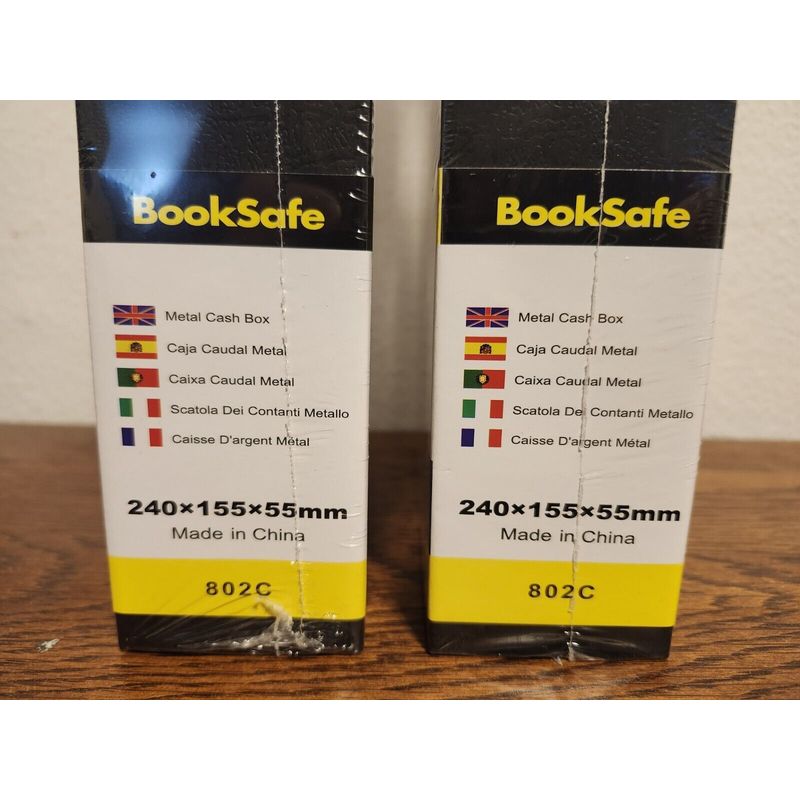 BookSafe
Metal Cash Box
Caja Caudal Metal
Caixa Caudal Metal
Scatola Dei Contanti Metallo
Caisse D'argent Métal
240×155×55mm
Made in China
802C
BookSafe
Metal Cash Box
Caja Caudal Metal
Caixa Caudal Metal
Scatola Dei Contanti Metallo
Caisse D'argent Métal
240×155×55mm
Made in China
802C